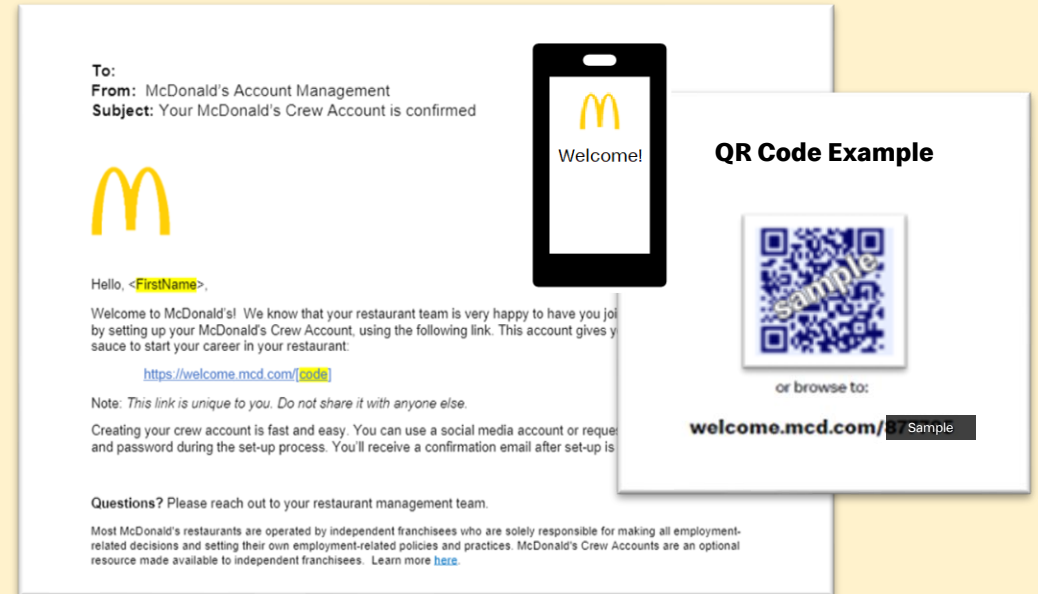 To:
From: McDonald's Account Management
Subject: Your McDonald's Crew Account is confirmed
Hello, <FirstName>,
Welcome to McDonald's! We know that your restaurant team is very happy to have you joi
by setting up your McDonald's Crew Account, using the following link. This account gives y
sauce to start your career in your restaurant:
https://welcome.mcd.com/[code]
Note: This link is unique to you. Do not share it with anyone else.
Creating your crew account is fast and easy. You can use a social media account or reques
and password during the set-up process. You'll receive a confirmation email after set-up is
Questions? Please reach out to your restaurant management team.
Most McDonald's restaurants are operated by independent franchisees who are solely responsible for making all employment-
related decisions and setting their own employment-related policies and practices. McDonald's Crew Accounts are an optional
resource made available to independent franchisees. Learn more here.
Welcome!
QR Code Example
sample
or browse to:
welcome.mcd.com/
Sample